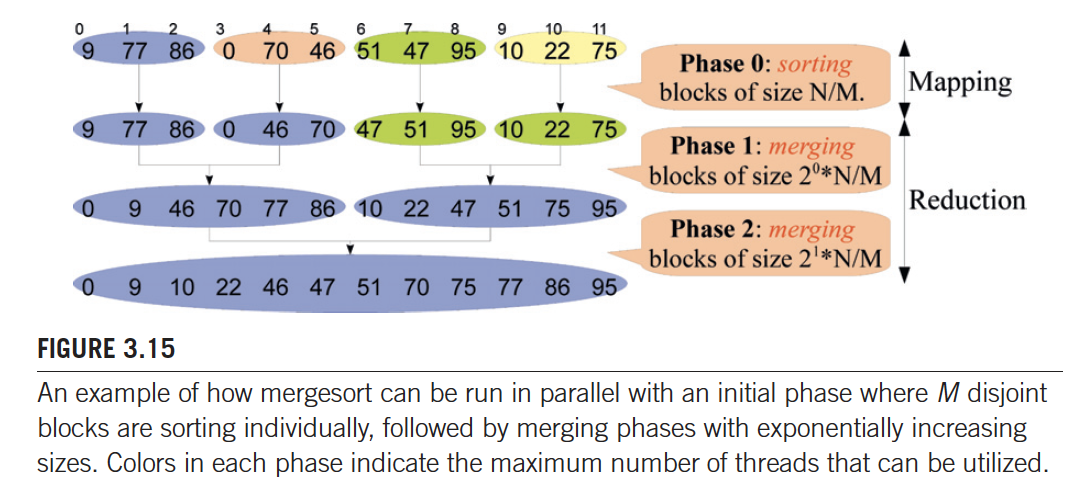 0 1 2 3 4 5 6 7 8 9 10 11
9 77 86 0 70 46 51 47 95 10 22 75
Phase 0: sorting
blocks of size N/M.
Mapping
9 77 86 0 46 70 47 51 95 10 22 75
Phase 1: merging
blocks of size 2⁰*N/M
0 9 46 70 77 86 10 22 47 51 75 95
Reduction
Phase 2: merging
blocks of size 2¹*N/M
0 9 10 22 46 47 51 70 75 77 86 95
FIGURE 3.15
An example of how mergesort can be run in parallel with an initial phase where M disjoint
blocks are sorting individually, followed by merging phases with exponentially increasing
sizes. Colors in each phase indicate the maximum number of threads that can be utilized.